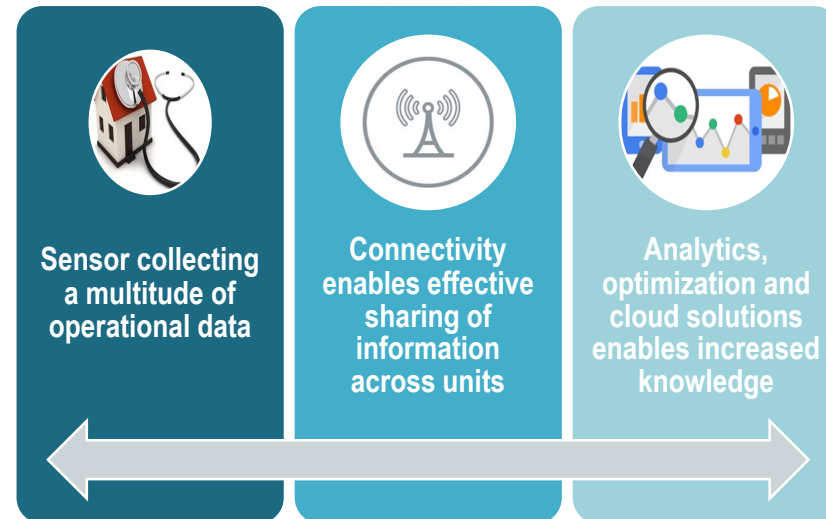 Sensor collecting
a multitude of
operational data
Connectivity
enables effective
sharing of
information
across units
Analytics,
optimization and
cloud solutions
enables increased
knowledge